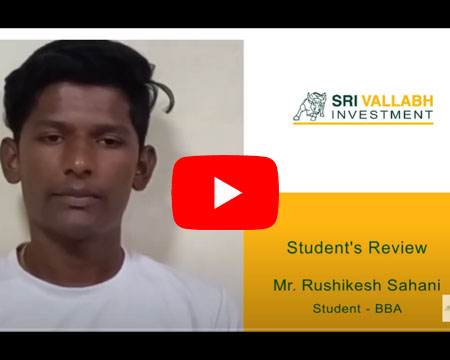 SRI VALLABH
INVESTMENT
Student's Review
Mr. Rushikesh Sahani
Student - BBA